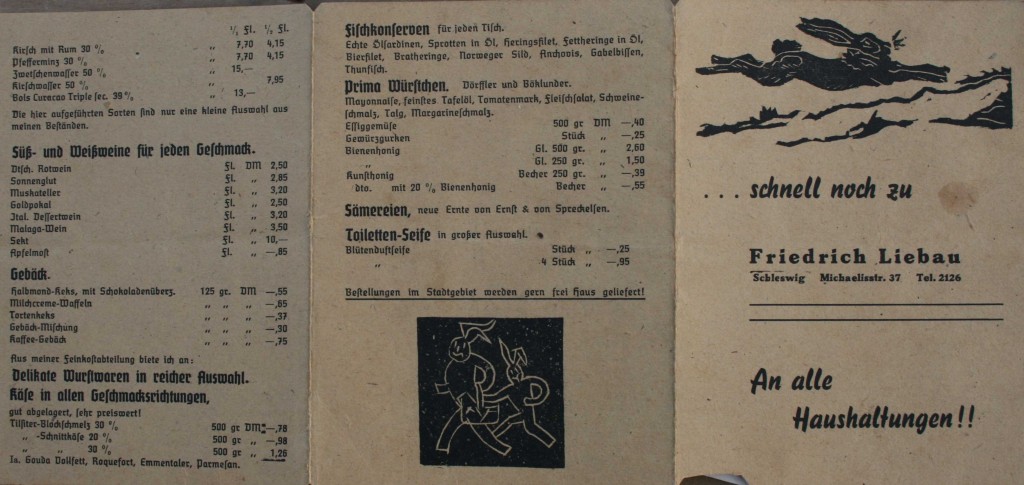 ¹/₁ Fl. ½ Fl.
Kirsch mit Rum 30 % „ 7,70 4,15
Pfefferminz 30 % „ 7,70 4,15
Zwetschenwasser 50 % „ 15,—
Kirschwasser 50 % „ 7,95
Bols Curacao Triple sec. 39 % „ 13,—
Die hier aufgeführten Sorten sind nur eine kleine Auswahl aus
meinen Beständen.
Süß- und Weißweine für jeden Geschmack.
Dtsch. Rotwein Fl. DM 2,50
Sonnenglut Fl. „ 2,85
Muskateller Fl. „ 3,20
Goldpokal Fl. „ 2,50
Ital. Dessertwein Fl. „ 3,20
Malaga-Wein Fl. „ 3,50
Sekt Fl. „ 10,—
Apfelmost Fl. „ —,85
Gebäck.
Halbmond-Keks, mit Schokoladenüberz. 125 gr. DM —,55
Milchcreme-Waffeln „ „ „ —,65
Tortenkeks „ „ „ —,37
Gebäck-Mischung „ „ „ —,30
Kaffee-Gebäck „ „ „ —,75
Aus meiner Feinkostabteilung biete ich an:
Delikate Wurstwaren in reicher Auswahl.
Käse in allen Geschmacksrichtungen,
gut abgelagert, sehr preiswert!
Tilsiter-Blockschmelz 30 % 500 gr DM —,78
„ -Schnittkäse 20 % 500 gr „ —,98
„ „ 30 % 500 gr „ 1,26
Ia. Gouda Vollfett, Roquefort, Emmentaler, Parmesan.
Fischkonserven für jeden Tisch.
Echte Ölsardinen, Sprotten in Öl, Heringsfilet, Fettheringe in Öl,
Bierfilet, Bratheringe, Norweger Sild, Anchovis, Gabelbissen,
Thunfisch.
Prima Würstchen. Dörffler und Böklunder.
Mayonnaise, feinstes Tafelöl, Tomatenmark, Fleischsalat, Schweine-
schmalz, Talg, Margarineschmalz.
Essiggemüse 500 gr DM —,40
Gewürzgurken Stück „ —,25
Bienenhonig Gl. 500 gr. „ 2,60
„ Gl. 250 gr. „ 1,50
Kunsthonig Becher 250 gr. „ —,39
dto. mit 20 % Bienenhonig Becher „ —,55
Sämereien, neue Ernte von Ernst & von Spreckelsen.
Toiletten-Seife in großer Auswahl.
Blütenduftseife Stück „ —,25
„ 4 Stück „ —,95
Bestellungen im Stadtgebiet werden gern frei Haus geliefert!
. . . schnell noch zu
Friedrich Liebau
Schleswig Michaelisstr. 37 Tel. 2126
An alle
Haushaltungen!!